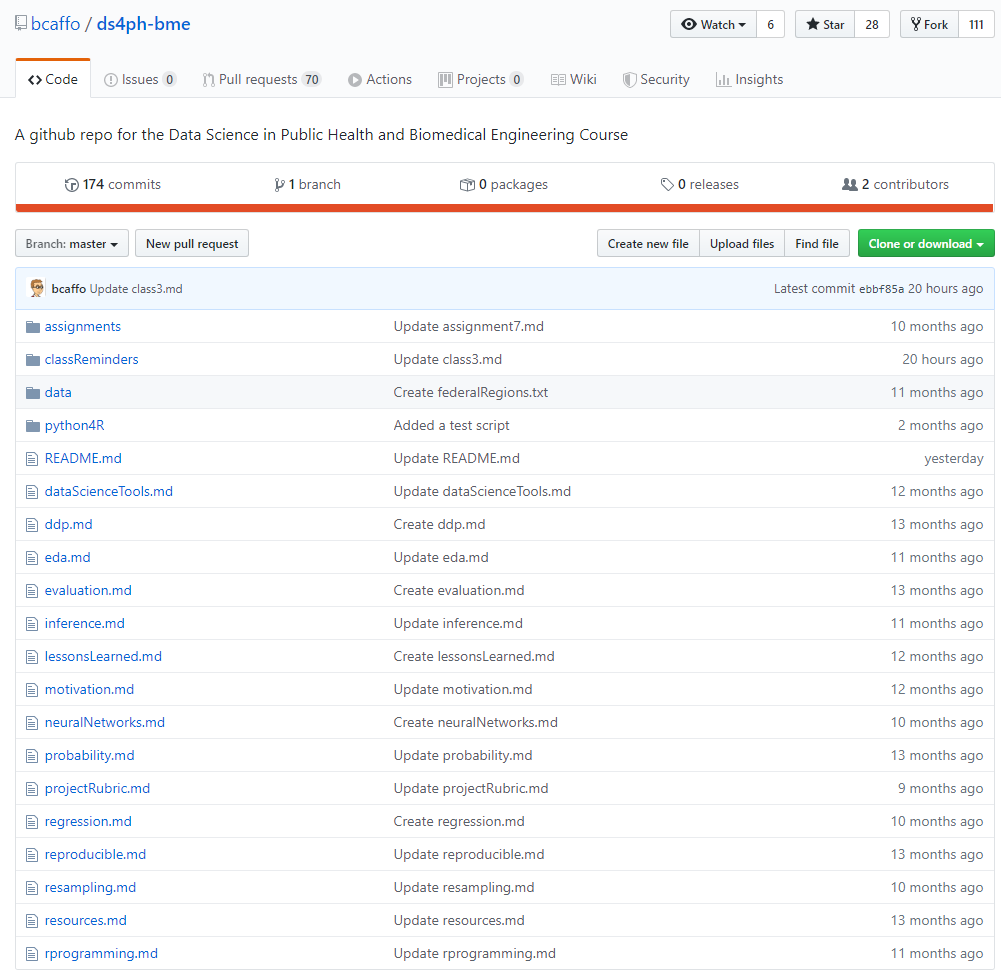 bcaffo / ds4ph-bme Watch 6 Star 28 Fork 111
Code Issues 0 Pull requests 70 Actions Projects 0 Wiki Security Insights
A github repo for the Data Science in Public Health and Biomedical Engineering Course
174 commits 1 branch 0 packages 0 releases 2 contributors
Branch: master New pull request Create new file Upload files Find file Clone or download
bcaffo Update class3.md Latest commit ebbf85a 20 hours ago
assignments Update assignment7.md 10 months ago
classReminders Update class3.md 20 hours ago
data Create federalRegions.txt 11 months ago
python4R Added a test script 2 months ago
README.md Update README.md yesterday
dataScienceTools.md Update dataScienceTools.md 12 months ago
ddp.md Create ddp.md 13 months ago
eda.md Update eda.md 11 months ago
evaluation.md Create evaluation.md 13 months ago
inference.md Update inference.md 11 months ago
lessonsLearned.md Create lessonsLearned.md 12 months ago
motivation.md Update motivation.md 12 months ago
neuralNetworks.md Create neuralNetworks.md 10 months ago
probability.md Update probability.md 13 months ago
projectRubric.md Update projectRubric.md 9 months ago
regression.md Create regression.md 10 months ago
reproducible.md Update reproducible.md 13 months ago
resampling.md Update resampling.md 10 months ago
resources.md Update resources.md 13 months ago
rprogramming.md Update rprogramming.md 11 months ago